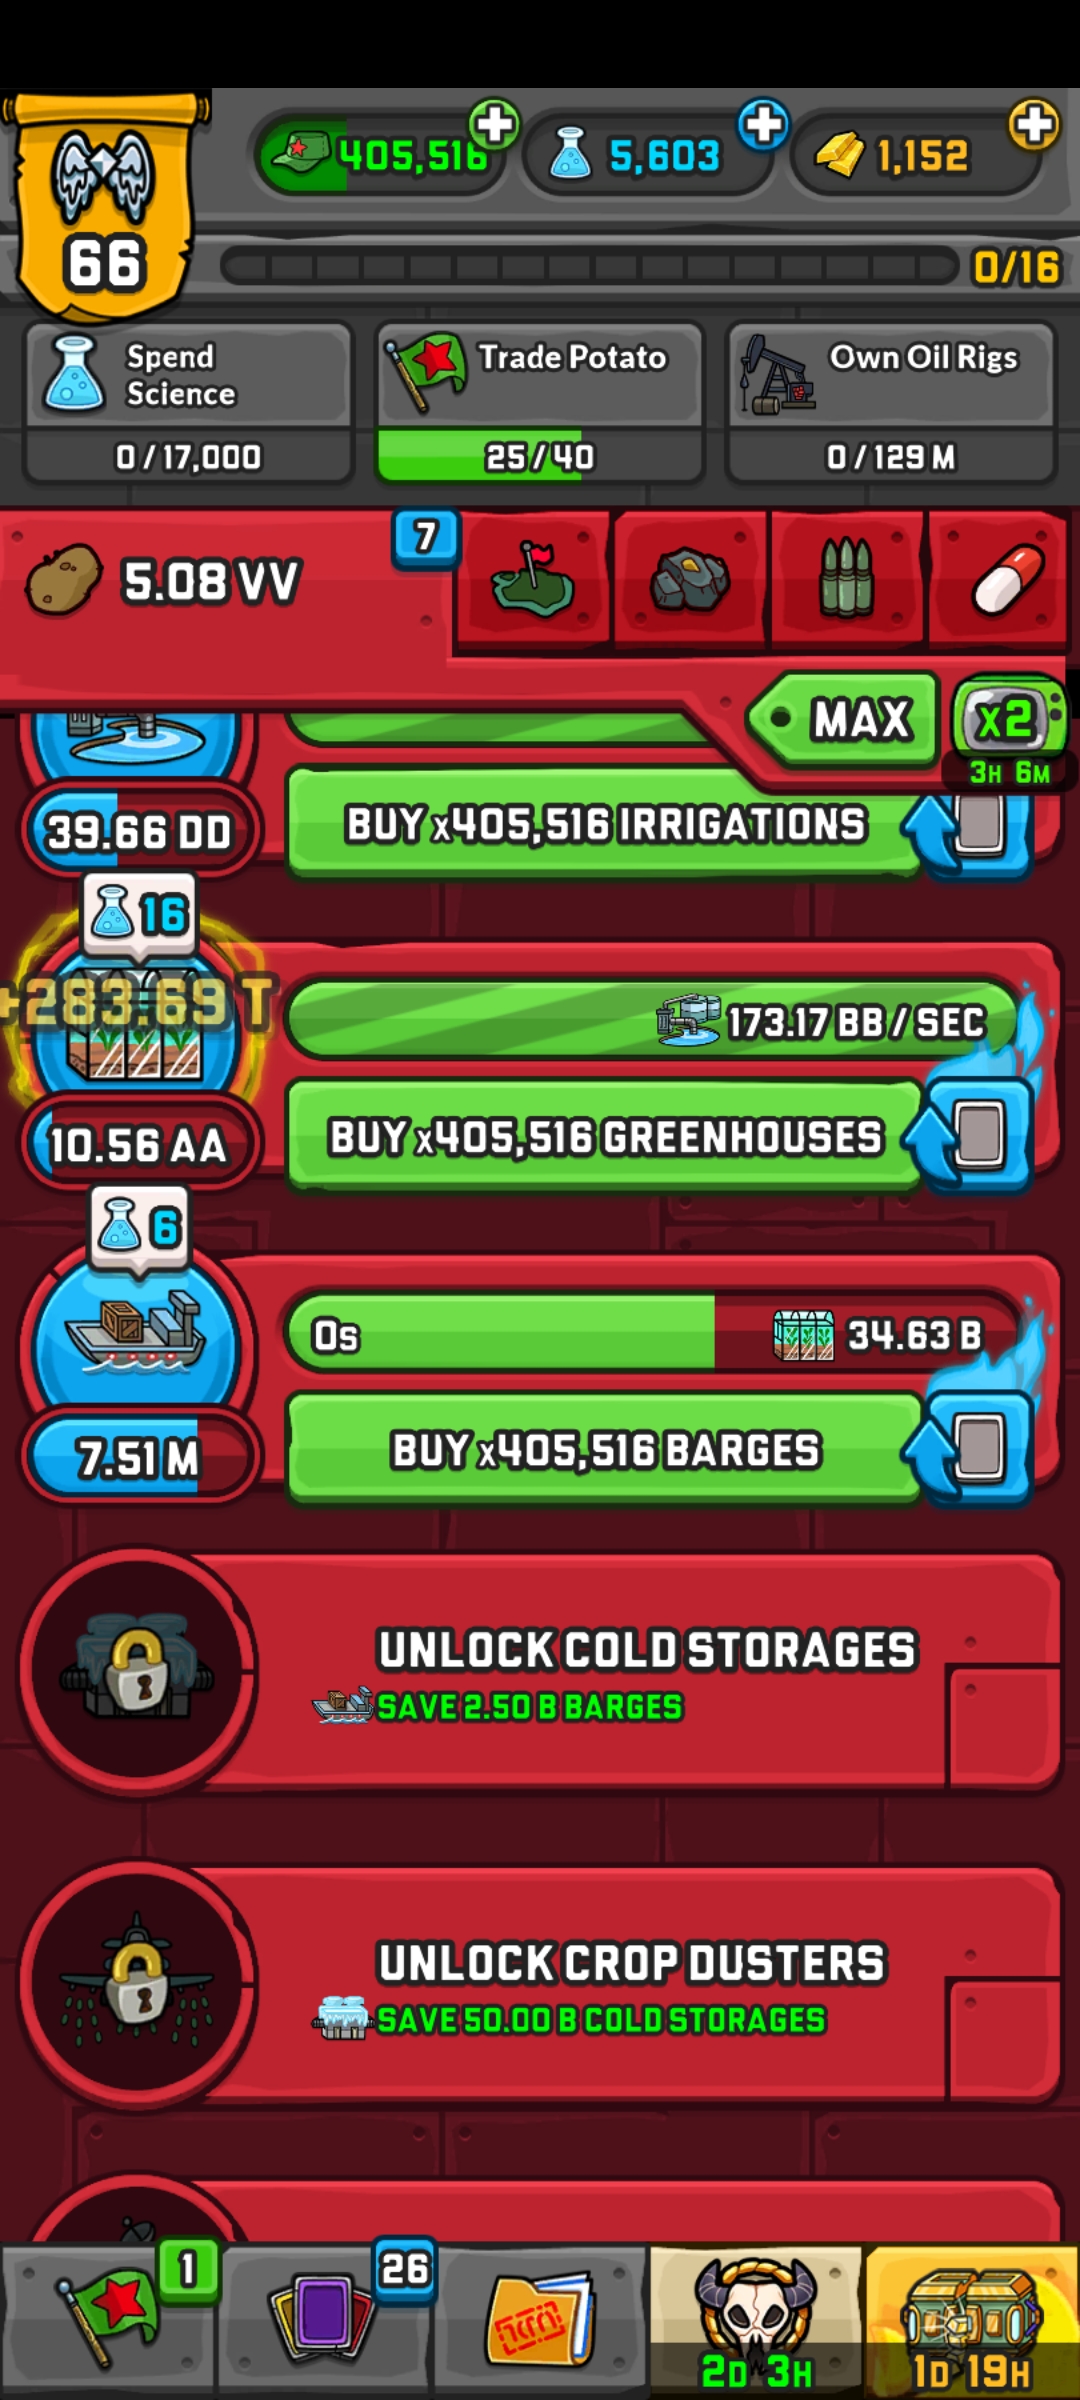 405,516
5,603
1,152
66
0/16
Spend
Science
0/17,000
Trade Potato
25/40
Own Oil Rigs
0/129 M
5.08 VV
7
MAX
x2
3H 6M
39.66 DD
BUY x405,516 IRRIGATIONS
16
+283.69 T
173.17 BB/SEC
10.56 AA
BUY x405,516 GREENHOUSES
6
0s
34.63 B
7.51 M
BUY x405,516 BARGES
UNLOCK COLD STORAGES
SAVE 2.50 B BARGES
UNLOCK CROP DUSTERS
SAVE 50.00 B COLD STORAGES
1
26
2D 3H
1D 19H